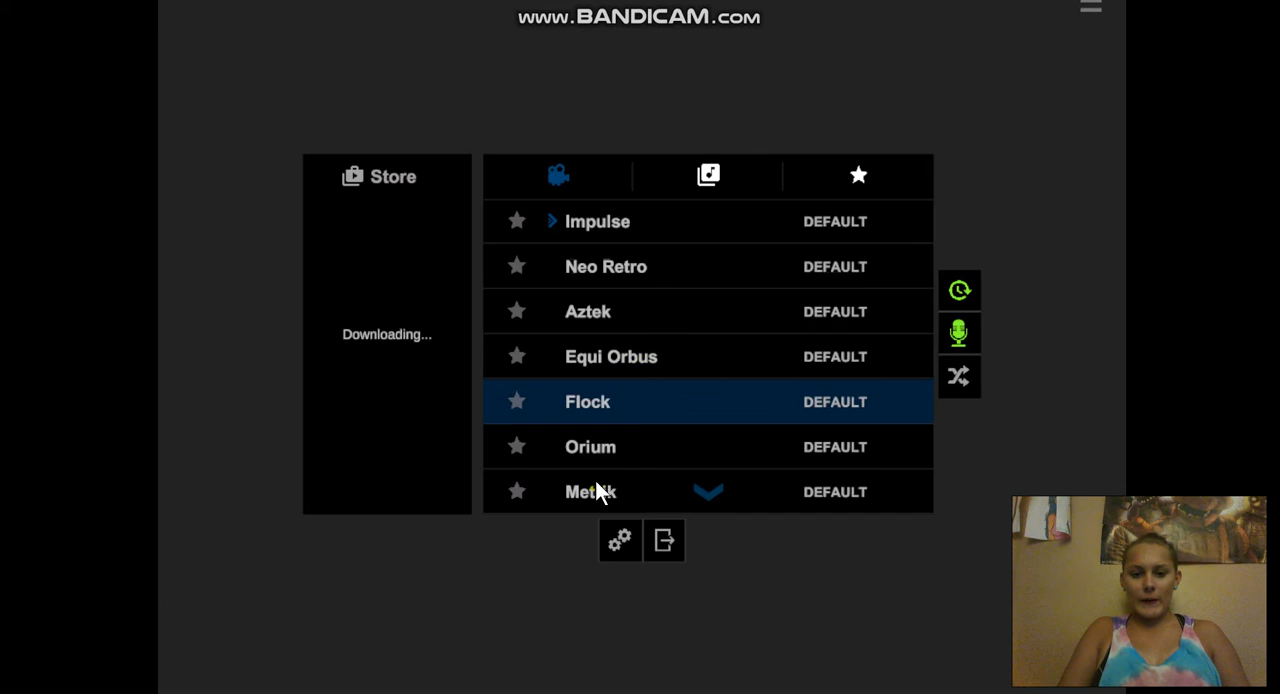 www.BANDICAM.com
Store
Downloading...
Impulse DEFAULT
Neo Retro DEFAULT
Aztek DEFAULT
Equi Orbus DEFAULT
Flock DEFAULT
Orium DEFAULT
Metrik DEFAULT